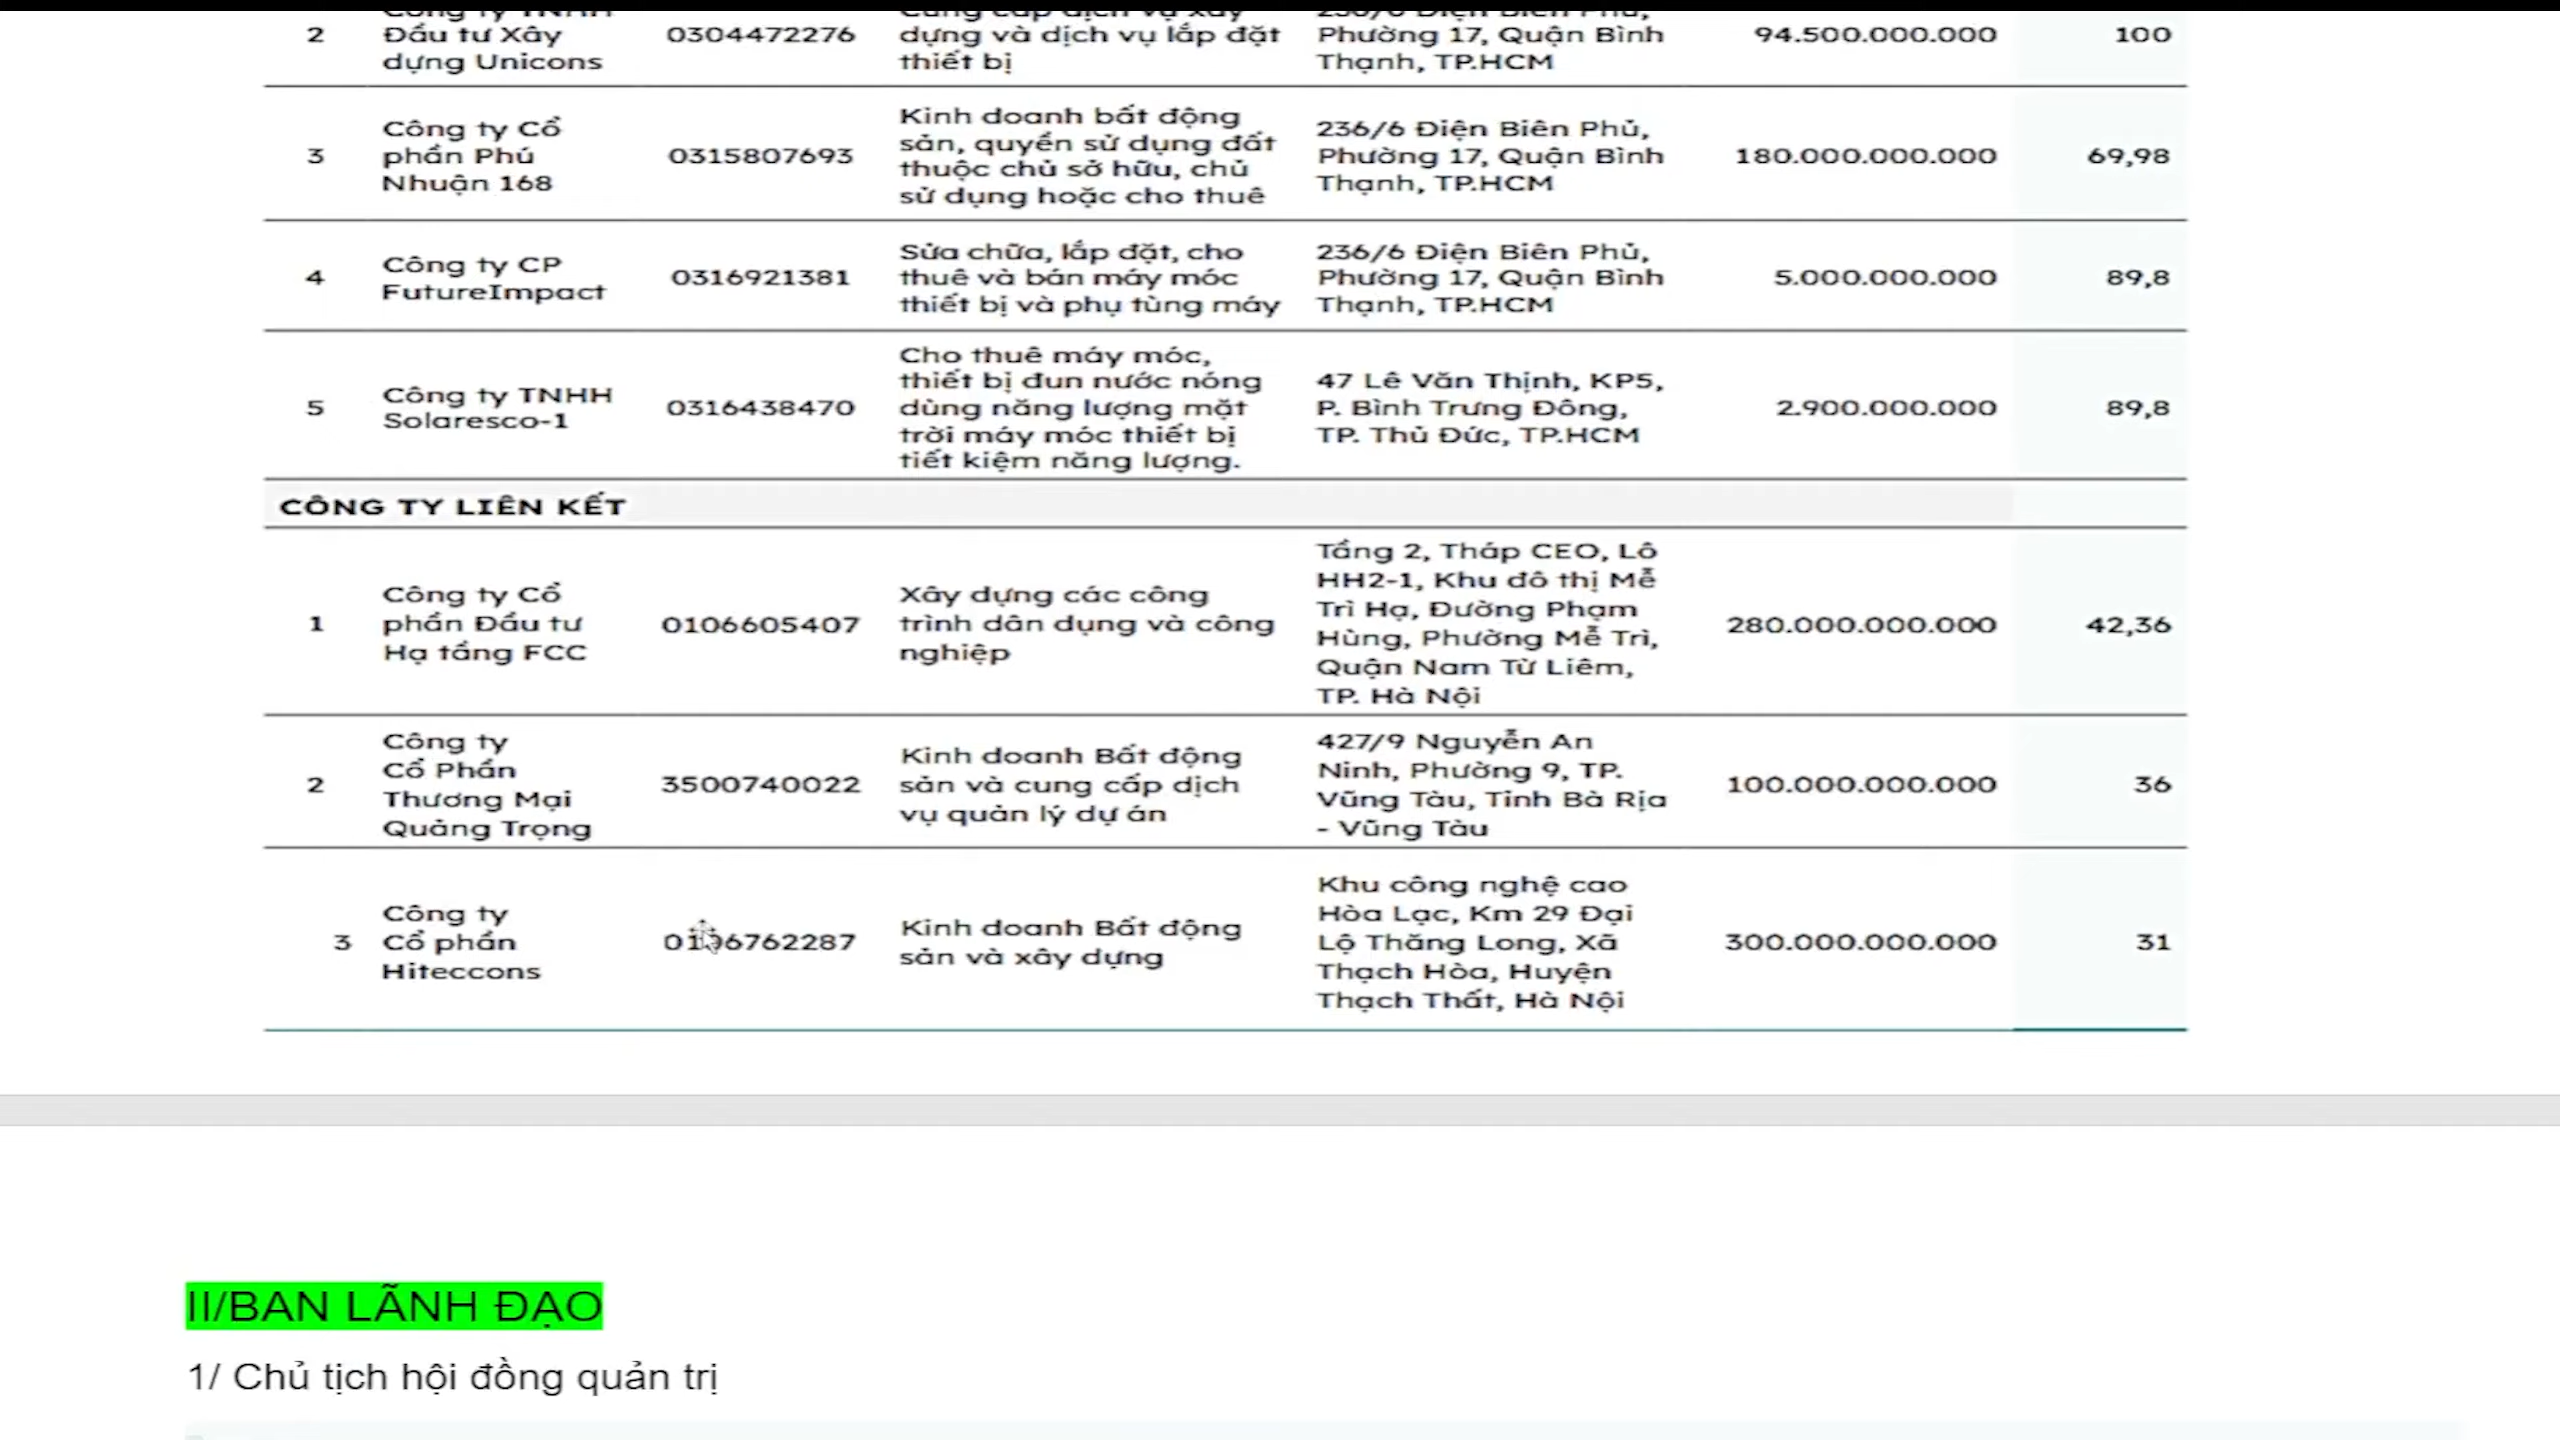 2
Đầu tư Xây
dựng Unicons
0304472276
dựng và dịch vụ lắp đặt
thiết bị
Phường 17, Quận Bình
Thạnh, TP.HCM
94.500.000.000
100
3
Công ty Cổ
phần Phú
Nhuận 168
0315807693
Kinh doanh bất động
sản, quyền sử dụng đất
thuộc chủ sở hữu, chủ
sử dụng hoặc cho thuê
236/6 Điện Biên Phủ,
Phường 17, Quận Bình
Thạnh, TP.HCM
180.000.000.000
69,98
4
Công ty CP
FutureImpact
0316921381
Sửa chữa, lắp đặt, cho
thuê và bán máy móc
thiết bị và phụ tùng máy
236/6 Điện Biên Phủ,
Phường 17, Quận Bình
Thạnh, TP.HCM
5.000.000.000
89,8
5
Công ty TNHH
Solaresco-1
0316438470
Cho thuê máy móc,
thiết bị đun nước nóng
dùng năng lượng mặt
trời máy móc thiết bị
tiết kiệm năng lượng.
47 Lê Văn Thịnh, KP5,
P. Bình Trưng Đông,
TP. Thủ Đức, TP.HCM
2.900.000.000
89,8
CÔNG TY LIÊN KẾT
1
Công ty Cổ
phần Đầu tư
Hạ tầng FCC
0106605407
Xây dựng các công
trình dân dụng và công
nghiệp
Tầng 2, Tháp CEO, Lô
HH2-1, Khu đô thị Mễ
Trì Hạ, Đường Phạm
Hùng, Phường Mễ Trì,
Quận Nam Từ Liêm,
TP. Hà Nội
280.000.000.000
42,36
2
Công ty
Cổ Phần
Thương Mại
Quảng Trọng
3500740022
Kinh doanh Bất động
sản và cung cấp dịch
vụ quản lý dự án
427/9 Nguyễn An
Ninh, Phường 9, TP.
Vũng Tàu, Tỉnh Bà Rịa
- Vũng Tàu
100.000.000.000
36
3
Công ty
Cổ phần
Hiteccons
0106762287
Kinh doanh Bất động
sản và xây dựng
Khu công nghệ cao
Hòa Lạc, Km 29 Đại
Lộ Thăng Long, Xã
Thạch Hòa, Huyện
Thạch Thất, Hà Nội
300.000.000.000
31
II/BAN LÃNH ĐẠO
1/ Chủ tịch hội đồng quản trị